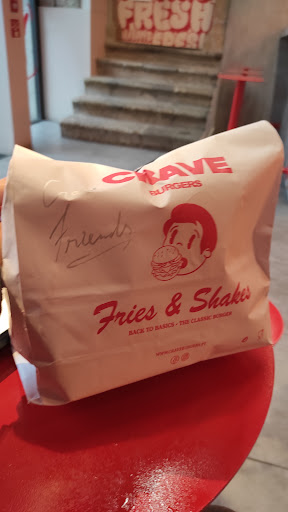 FRESH
CRAVE
BURGERS
Friends
Fries & Shakes
BACK TO BASICS - THE CLASSIC BURGER